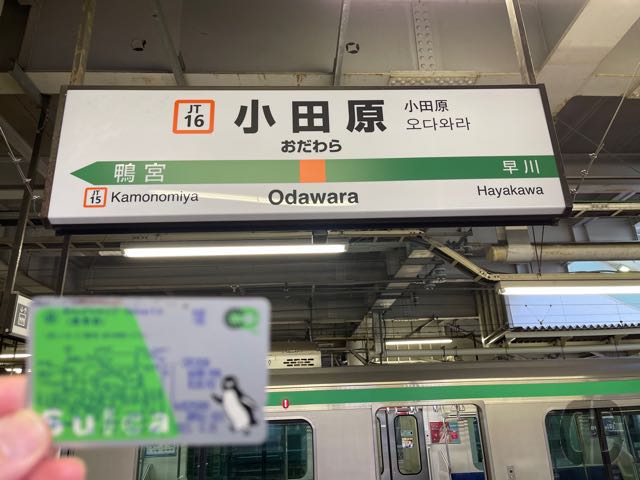 JT
16
小田原
小田原
오다와라
おだわら
鴨宮
早川
JT
15
Kamonomiya
Odawara
Hayakawa
Suica